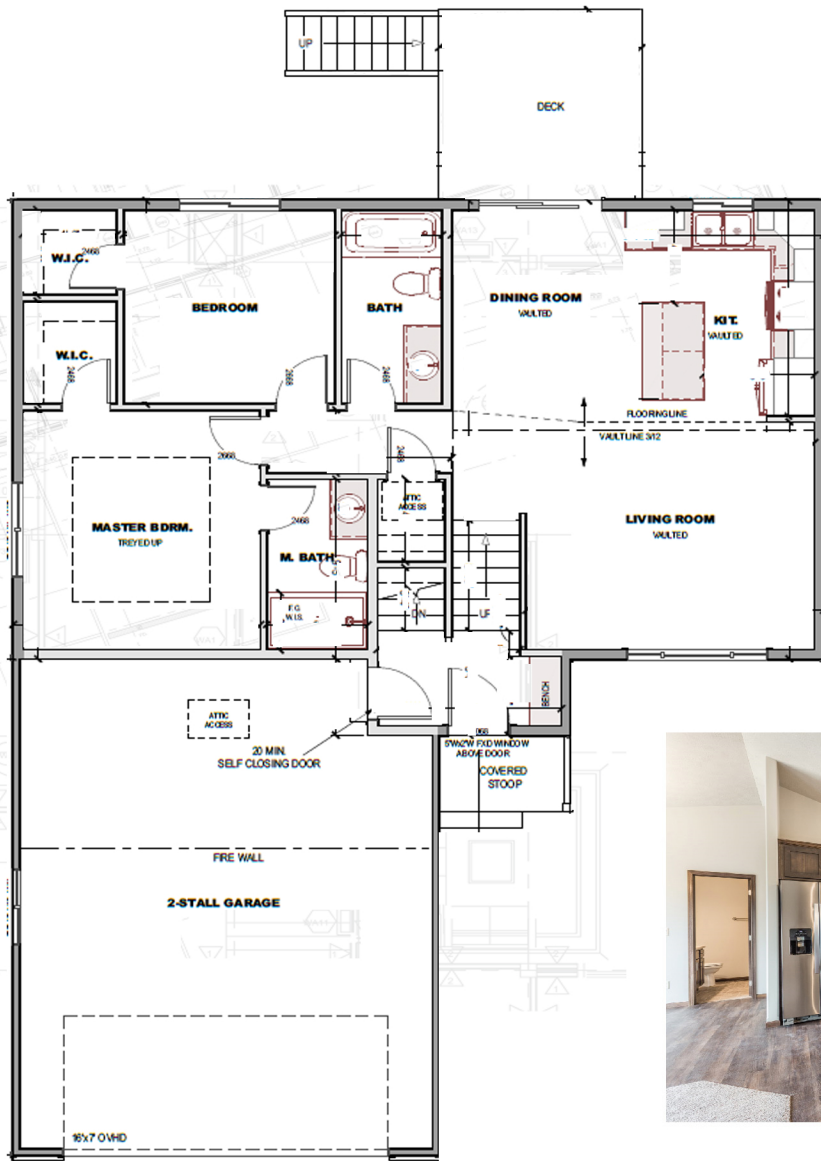 UP
DECK
W.I.C.
2468
BEDROOM
BATH
DINING ROOM
VAULTED
KIT.
VAULTED
W.I.C.
2468
2668
2468
FLOORING LINE
VAULT LINE 3/12
2668
2468
ATTIC
ACCESS
MASTER BDRM.
TREYED UP
2468
M. BATH
LIVING ROOM
VAULTED
F.G.
W.I.S.
DN
UP
BENCH
ATTIC
ACCESS
20 MIN.
SELF CLOSING DOOR
5'Wx2'W FXD WINDOW
ABOVE DOOR
COVERED
STOOP
FIRE WALL
2-STALL GARAGE
16'x7' OVHD